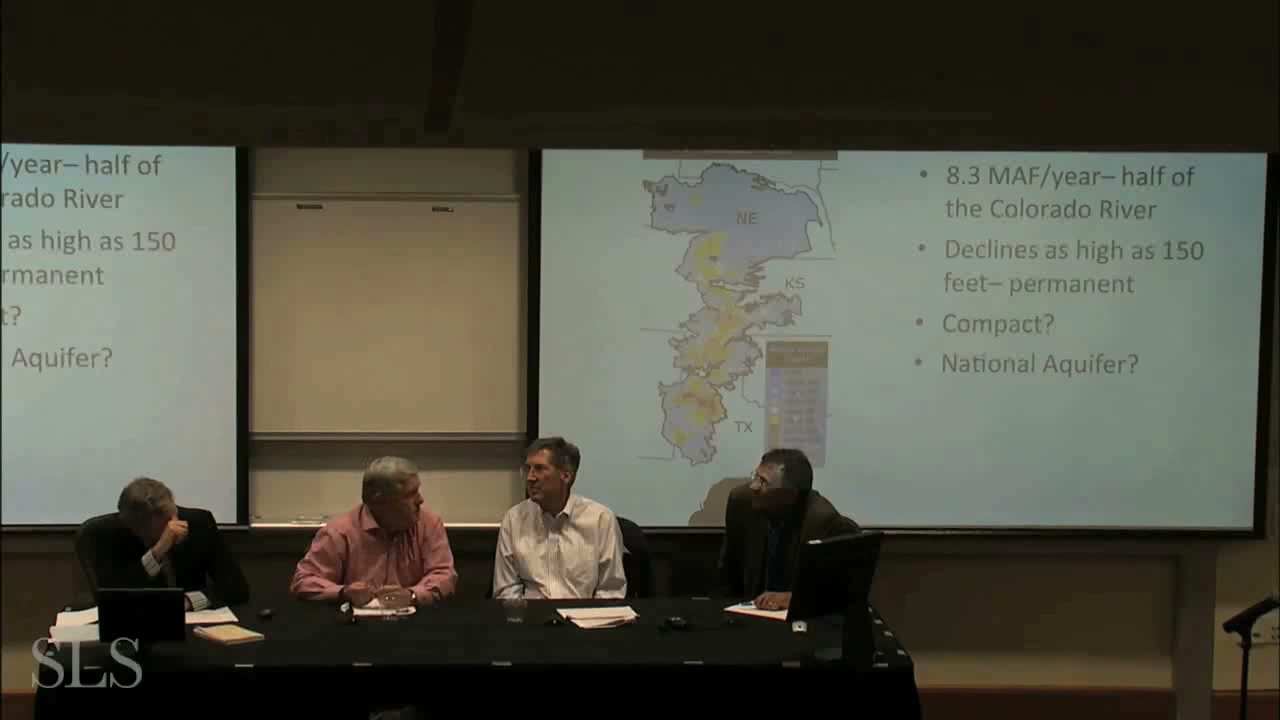 /year– half of
rado River
as high as 150
rmanent
t?
Aquifer?
NE
KS
TX
• 8.3 MAF/year– half of
the Colorado River
• Declines as high as 150
feet– permanent
• Compact?
• National Aquifer?
SLS